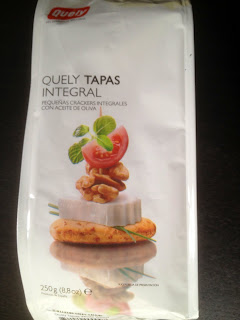 Quely
QUELY TAPAS
INTEGRAL
PEQUEÑAS CRACKERS INTEGRALES
CON ACEITE DE OLIVA
250 g (8.8 oz) e